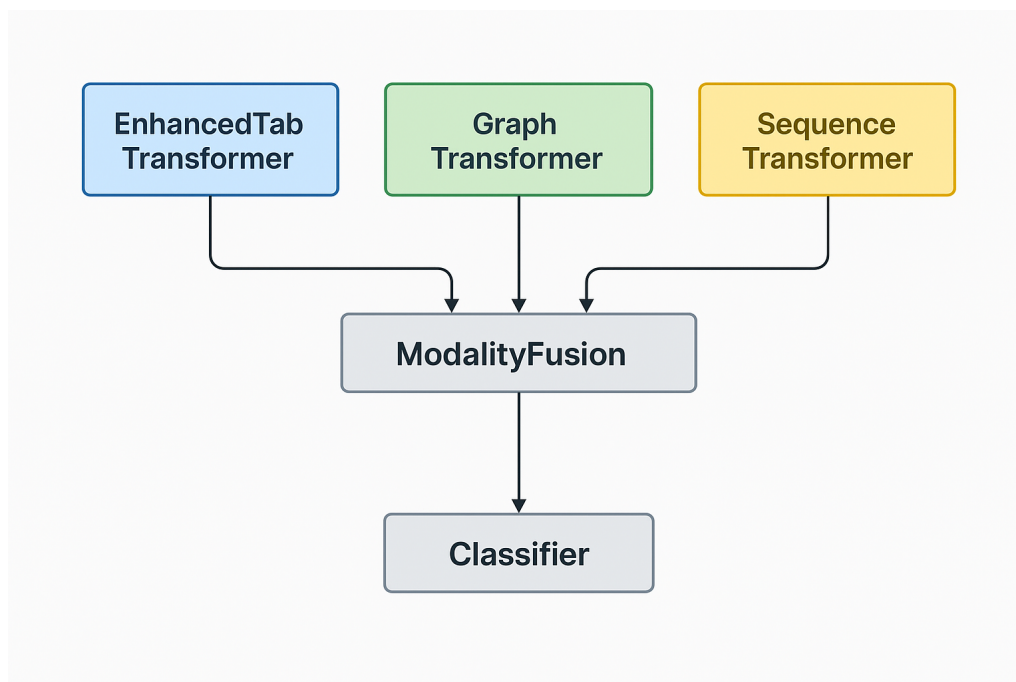 EnhancedTab
Transformer
Graph
Transformer
Sequence
Transformer
ModalityFusion
Classifier